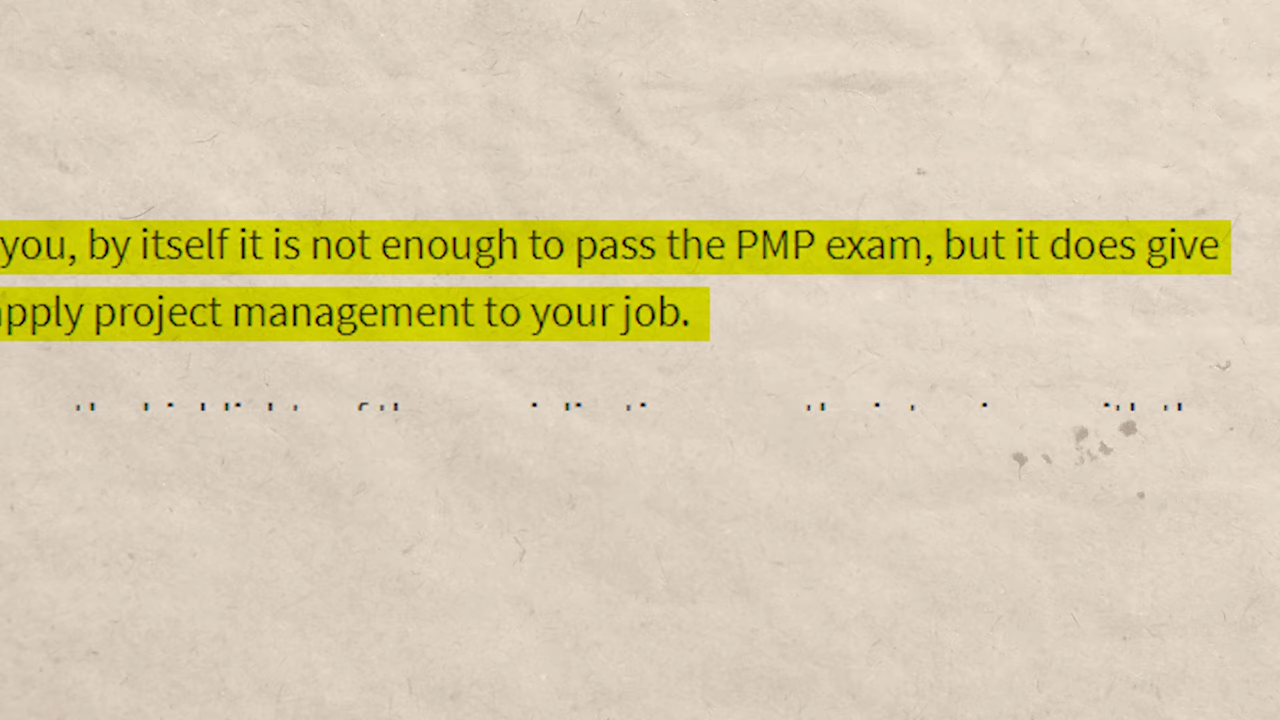 you, by itself it is not enough to pass the PMP exam, but it does give
apply project management to your job.